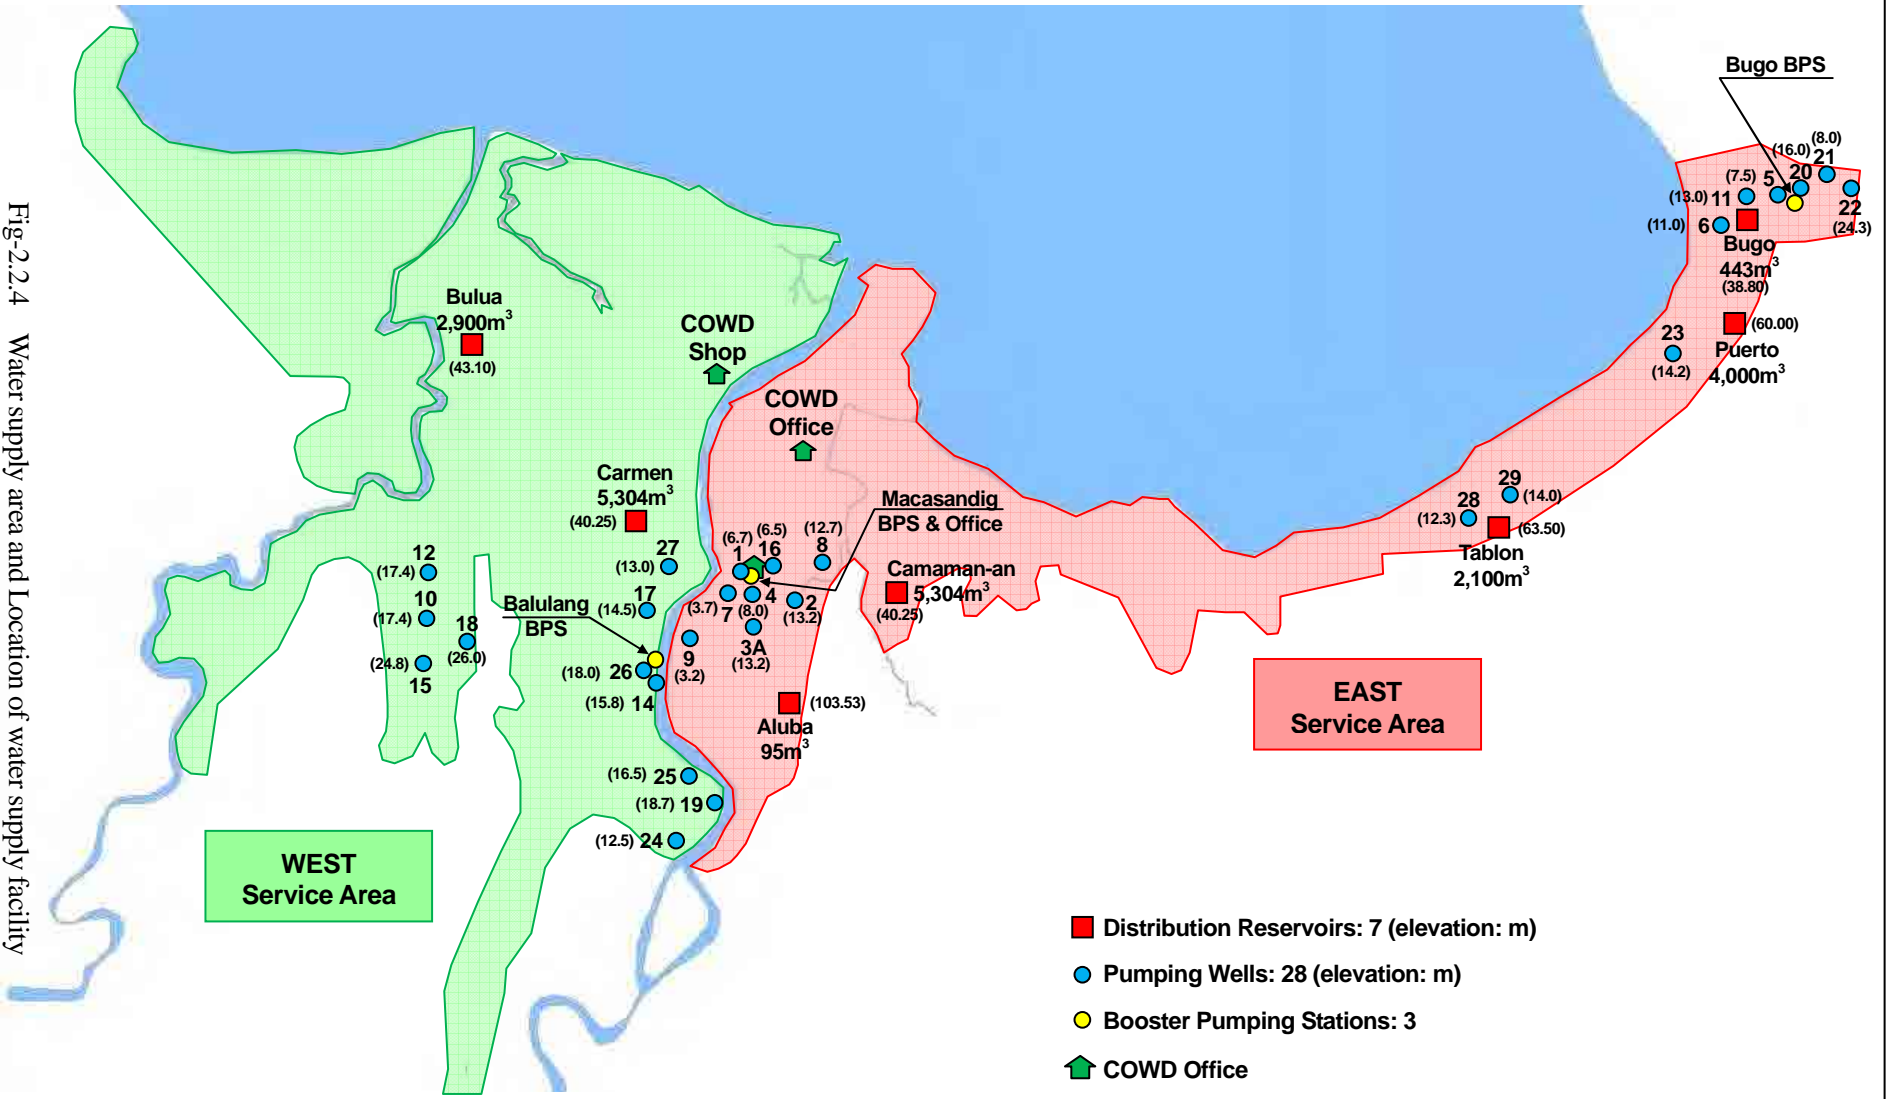 Bugo BPS
(8.0)
(16.0) 21
(7.5) 5 20
(13.0) 11
22
(24.3)
(11.0) 6
Bugo
443m³
(38.80)
(60.00)
23
Puerto
(14.2)
4,000m³
Bulua
2,900m³
(43.10)
COWD
Shop
COWD
Office
Carmen
5,304m³
(40.25)
Macasandig
BPS & Office
29
(14.0)
28
(12.3)
(63.50)
Tablon
2,100m³
(6.7) (6.5) (12.7)
1 16 8
27
(13.0)
12
(17.4)
Camaman-an
5,304m³
(40.25)
17
(14.5)
(3.7) 7 (8.0) 4 2
(13.2)
10
(17.4)
Balulang
BPS
18
(26.0)
3A
(13.2)
9
(3.2)
(24.8)
15
(18.0) 26
(15.8) 14
(103.53)
Aluba
95m³
EAST
Service Area
(16.5) 25
(18.7) 19
(12.5) 24
WEST
Service Area
Distribution Reservoirs: 7 (elevation: m)
Pumping Wells: 28 (elevation: m)
Booster Pumping Stations: 3
COWD Office
Fig-2.2.4 Water supply area and Location of water supply facility